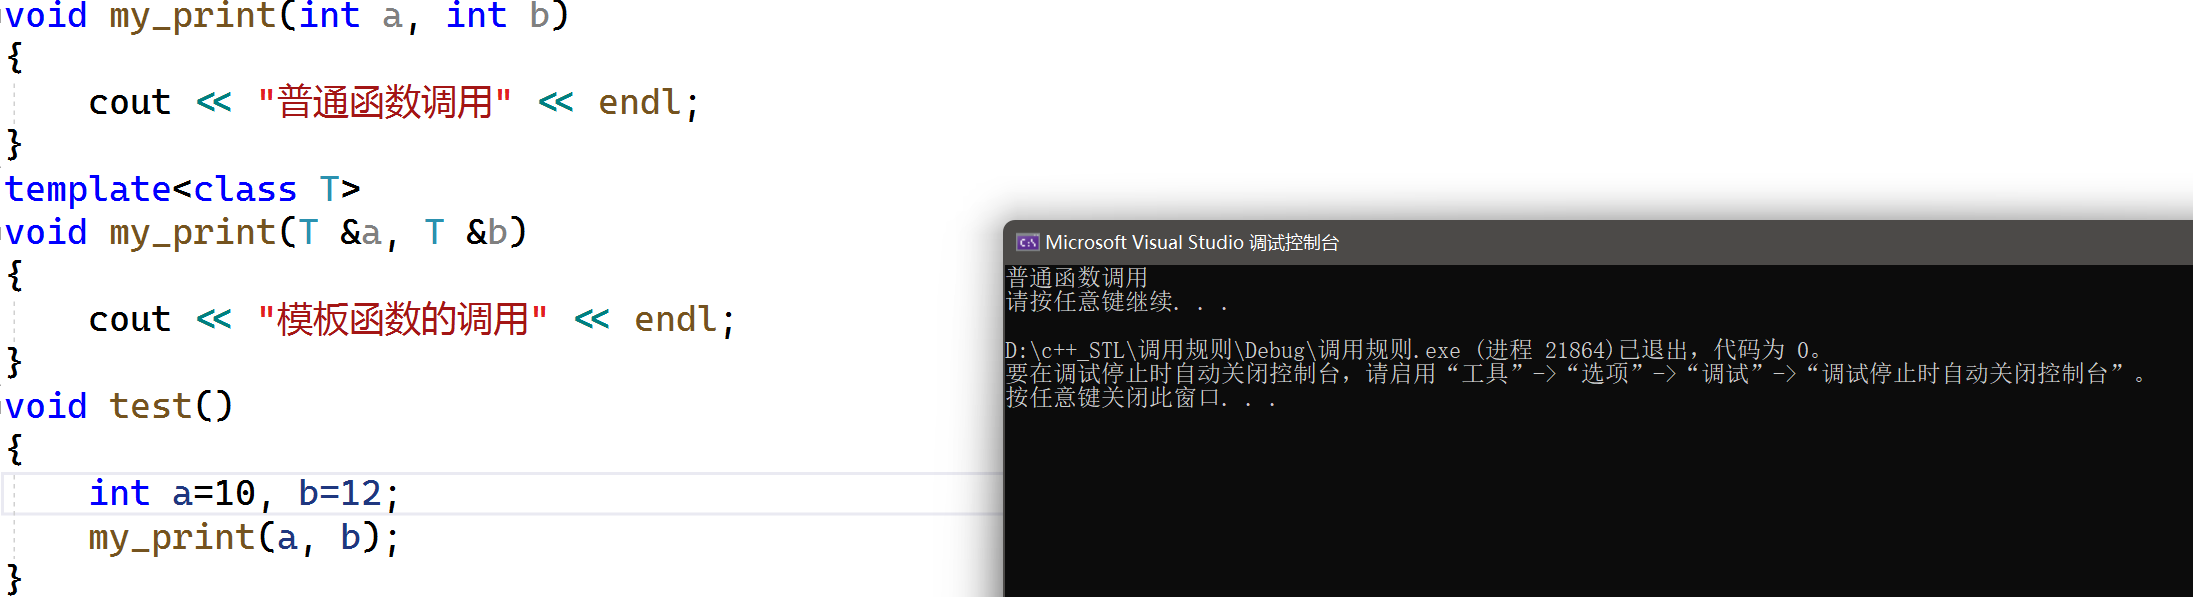 void my_print(int a, int b)
{
    cout << "普通函数调用" << endl;
}
template<class T>
void my_print(T &a, T &b)
{
    cout << "模板函数的调用" << endl;
}
void test()
{
    int a=10, b=12;
    my_print(a, b);
}
Microsoft Visual Studio 调试控制台
普通函数调用
请按任意键继续. . .
D:\c++_STL\调用规则\Debug\调用规则.exe (进程 21864)已退出，代码为 0。
要在调试停止时自动关闭控制台，请启用“工具”->“选项”->“调试”->“调试停止时自动关闭控制台”。
按任意键关闭此窗口. . .